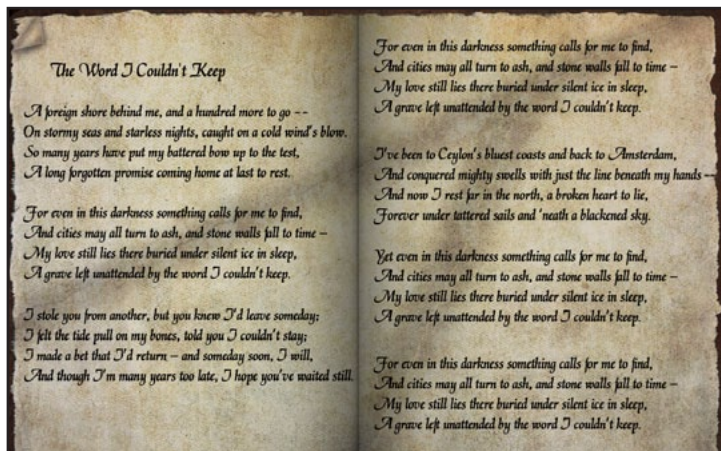 The Word I Couldn't Keep
A foreign shore behind me, and a hundred more to go --
On stormy seas and starless nights, caught on a cold wind's blow.
So many years have put my battered bow up to the test,
A long forgotten promise coming home at last to rest.
For even in this darkness something calls for me to find,
And cities may all turn to ash, and stone walls fall to time –
My love still lies there buried under silent ice in sleep,
A grave left unattended by the word I couldn't keep.
I stole you from another, but you knew I'd leave someday;
I felt the tide pull on my bones, told you I couldn't stay;
I made a bet that I'd return – and someday soon, I will,
And though I'm many years too late, I hope you've waited still.
For even in this darkness something calls for me to find,
And cities may all turn to ash, and stone walls fall to time –
My love still lies there buried under silent ice in sleep,
A grave left unattended by the word I couldn't keep.
I've been to Ceylon's bluest coasts and back to Amsterdam,
And conquered mighty swells with just the line beneath my hands --
And now I rest far in the north, a broken heart to lie,
Forever under tattered sails and 'neath a blackened sky.
Yet even in this darkness something calls for me to find,
And cities may all turn to ash, and stone walls fall to time –
My love still lies there buried under silent ice in sleep,
A grave left unattended by the word I couldn't keep.
For even in this darkness something calls for me to find,
And cities may all turn to ash, and stone walls fall to time –
My love still lies there buried under silent ice in sleep,
A grave left unattended by the word I couldn't keep.